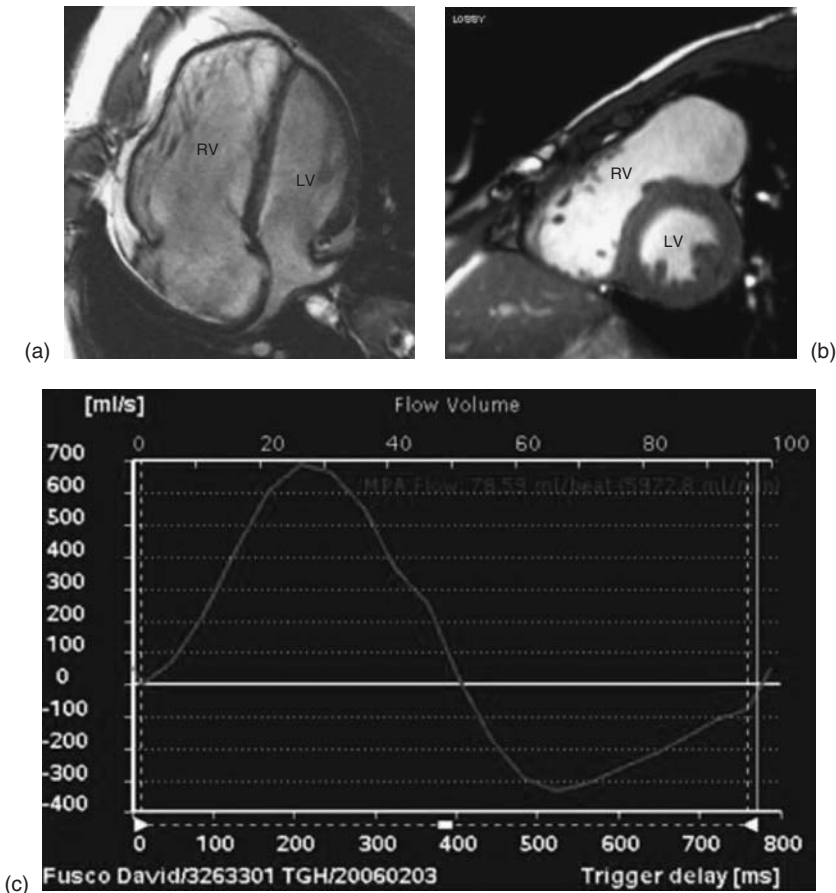 RV
LV
(a)
LOBBY
RV
LV
(b)
[ml/s] Flow Volume
0 20 40 60 80 100
700
MPA Flow: 78.59 ml/beat (5972.8 ml/min)
600
500
400
300
200
100
0
-100
-200
-300
-400
0 100 200 300 400 500 600 700 800
Fusco David/3263301 TGH/20060203 Trigger delay [ms]
(c)